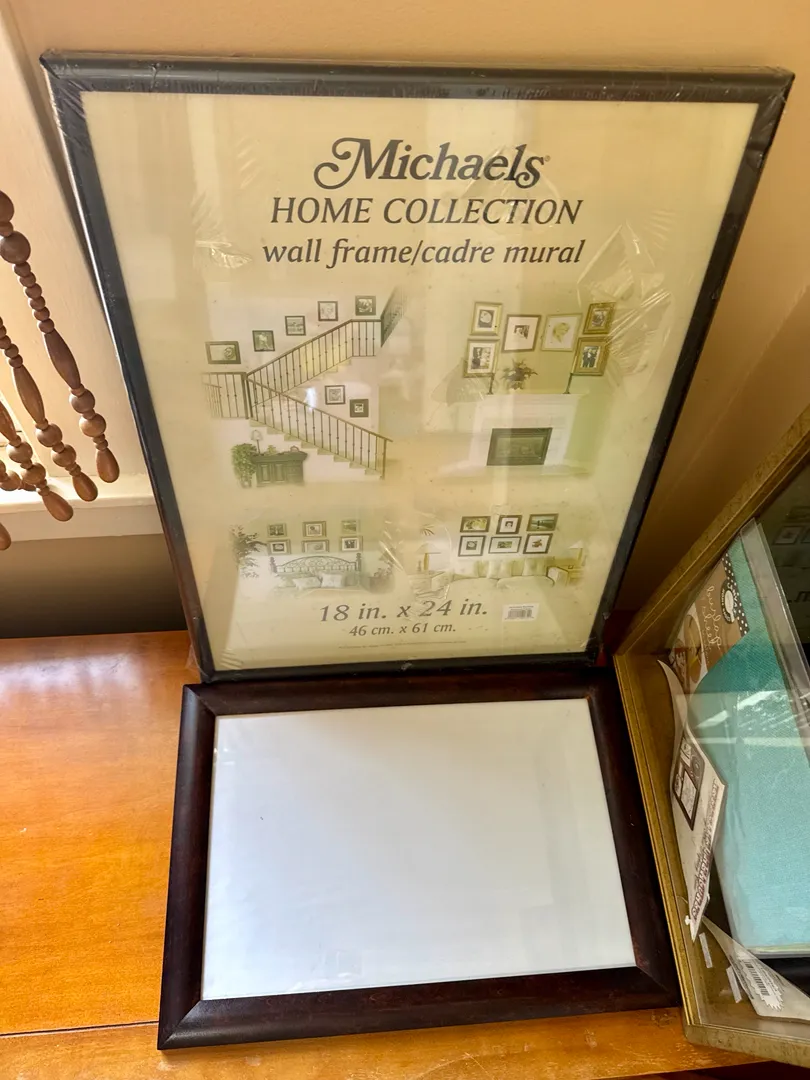 Michaels
HOME COLLECTION
wall frame/cadre mural
18 in. x 24 in.
46 cm. x 61 cm.